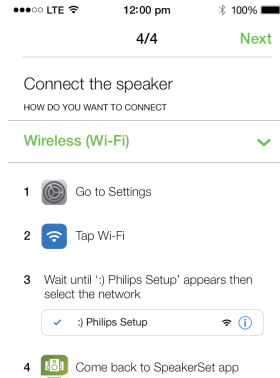 LTE 12:00 pm 100%
4/4 Next
Connect the speaker
HOW DO YOU WANT TO CONNECT
Wireless (Wi-Fi)
1 Go to Settings
2 Tap Wi-Fi
3 Wait until ':) Philips Setup' appears then
select the network
:) Philips Setup
4 Come back to SpeakerSet app